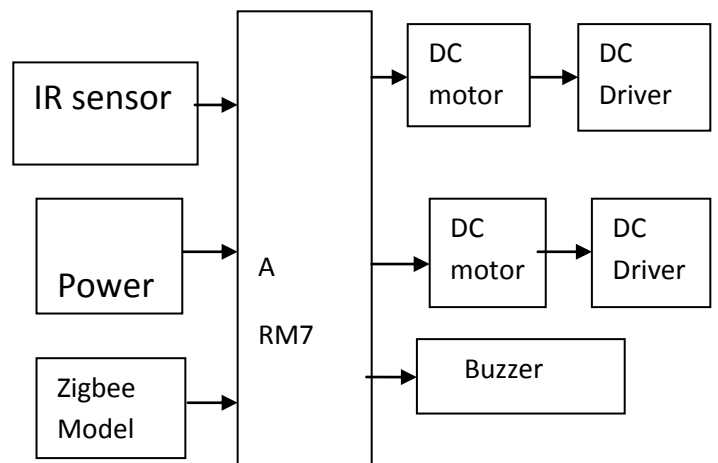 IR sensor
Power
Zigbee
Model
A
RM7
DC
motor
DC
Driver
DC
motor
DC
Driver
Buzzer